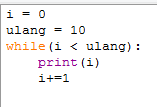 i = 0
ulang = 10
while(i < ulang):
    print(i)
    i+=1